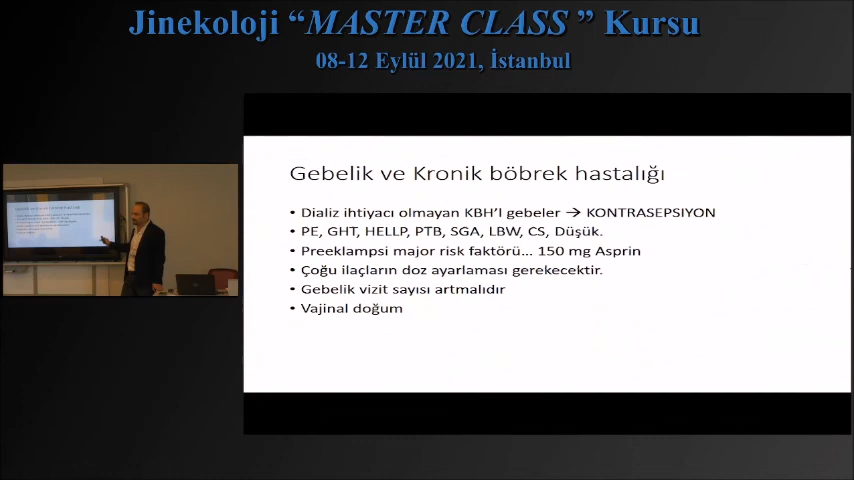 Jinekoloji “MASTER CLASS ” Kursu
08-12 Eylül 2021, İstanbul
Gebelik ve Kronik böbrek hastalığı
• Dializ ihtiyacı olmayan KBH’I gebeler → KONTRASEPSIYON
• PE, GHT, HELLP, PTB, SGA, LBW, CS, Düşük.
• Preeklampsi major risk faktörü... 150 mg Asprin
• Çoğu ilaçların doz ayarlaması gerekecektir.
• Gebelik vizit sayısı artmalıdır
• Vajinal doğum